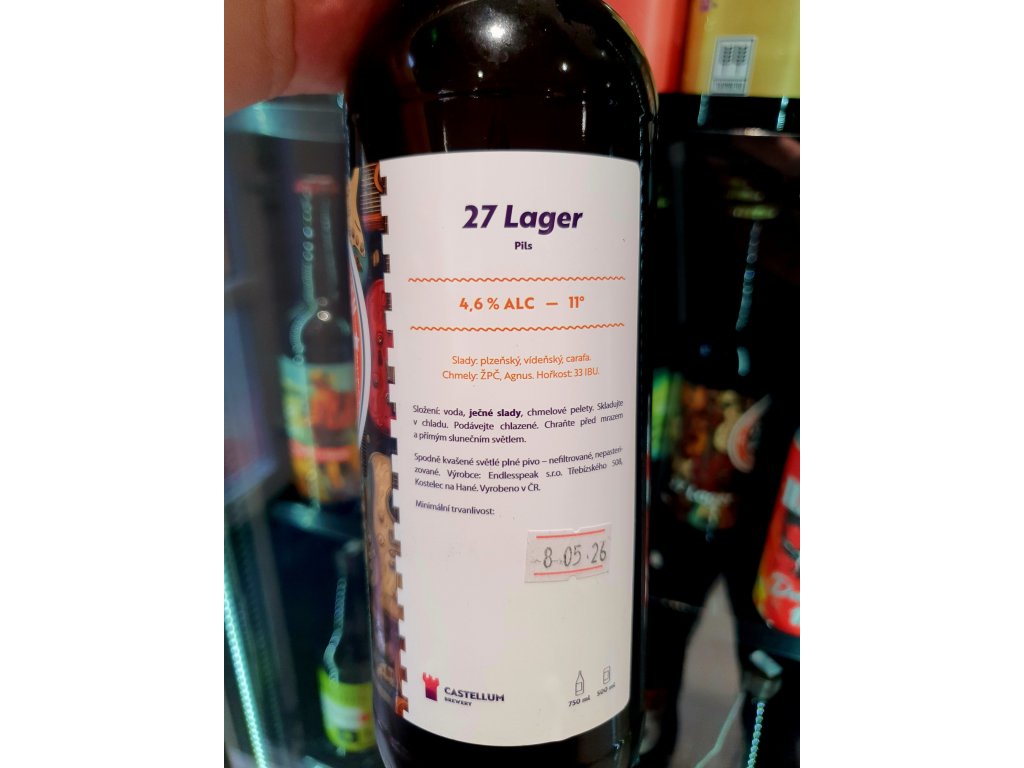 27 Lager
Pils
4,6 % ALC — 11°
Slady: plzeňský, vídeňský, carafa.
Chmely: ŽPČ, Agnus. Hořkost: 33 IBU.
Složení: voda, ječné slady, chmelové pelety. Skladujte
v chladu. Podávejte chlazené. Chraňte před mrazem
a přímým slunečním světlem.
Spodně kvašené světlé plné pivo – nefiltrované, nepasteri-
zované. Výrobce: Endlesspeak s.r.o. Třebízského 508,
Kostelec na Hané. Vyrobeno v ČR.
Minimální trvanlivost:
8.05.26
CASTELLUM
BREWERY
750 ml
500 ml
27 Lager